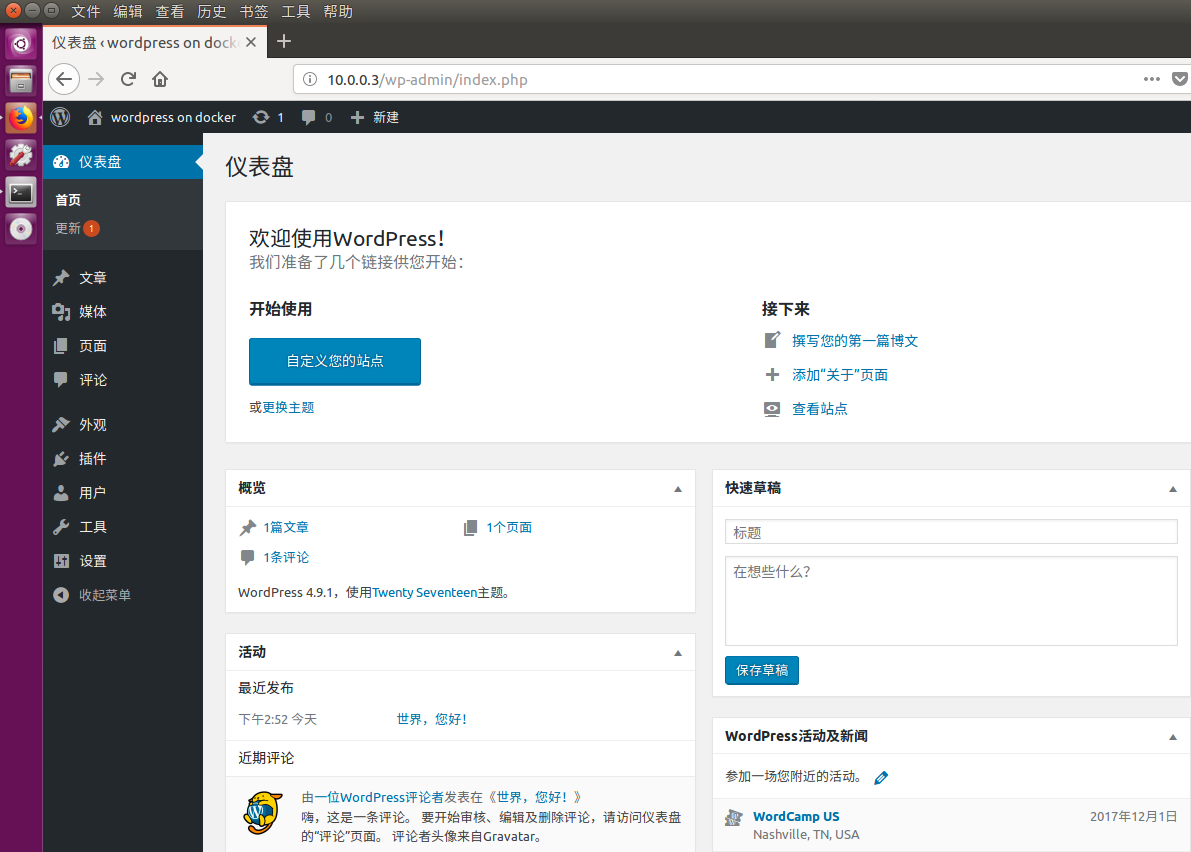 文件 编辑 查看 历史 书签 工具 帮助
仪表盘 ‹ wordpress on dock
10.0.0.3/wp-admin/index.php
wordpress on docker 1 0 新建
仪表盘
首页
更新 1
文章
媒体
页面
评论
外观
插件
用户
工具
设置
收起菜单
仪表盘
欢迎使用WordPress！
我们准备了几个链接供您开始：
开始使用
自定义您的站点
或更换主题
接下来
撰写您的第一篇博文
添加“关于”页面
查看站点
概览
1篇文章
1个页面
1条评论
WordPress 4.9.1，使用Twenty Seventeen主题。
活动
最近发布
下午2:52 今天 世界，您好！
近期评论
由一位WordPress评论者发表在《世界，您好！》
嗨，这是一条评论。 要开始审核、编辑及删除评论，请访问仪表盘
的“评论”页面。 评论者头像来自Gravatar。
快速草稿
标题
在想些什么？
保存草稿
WordPress活动及新闻
参加一场您附近的活动。
WordCamp US 2017年12月1日
Nashville, TN, USA